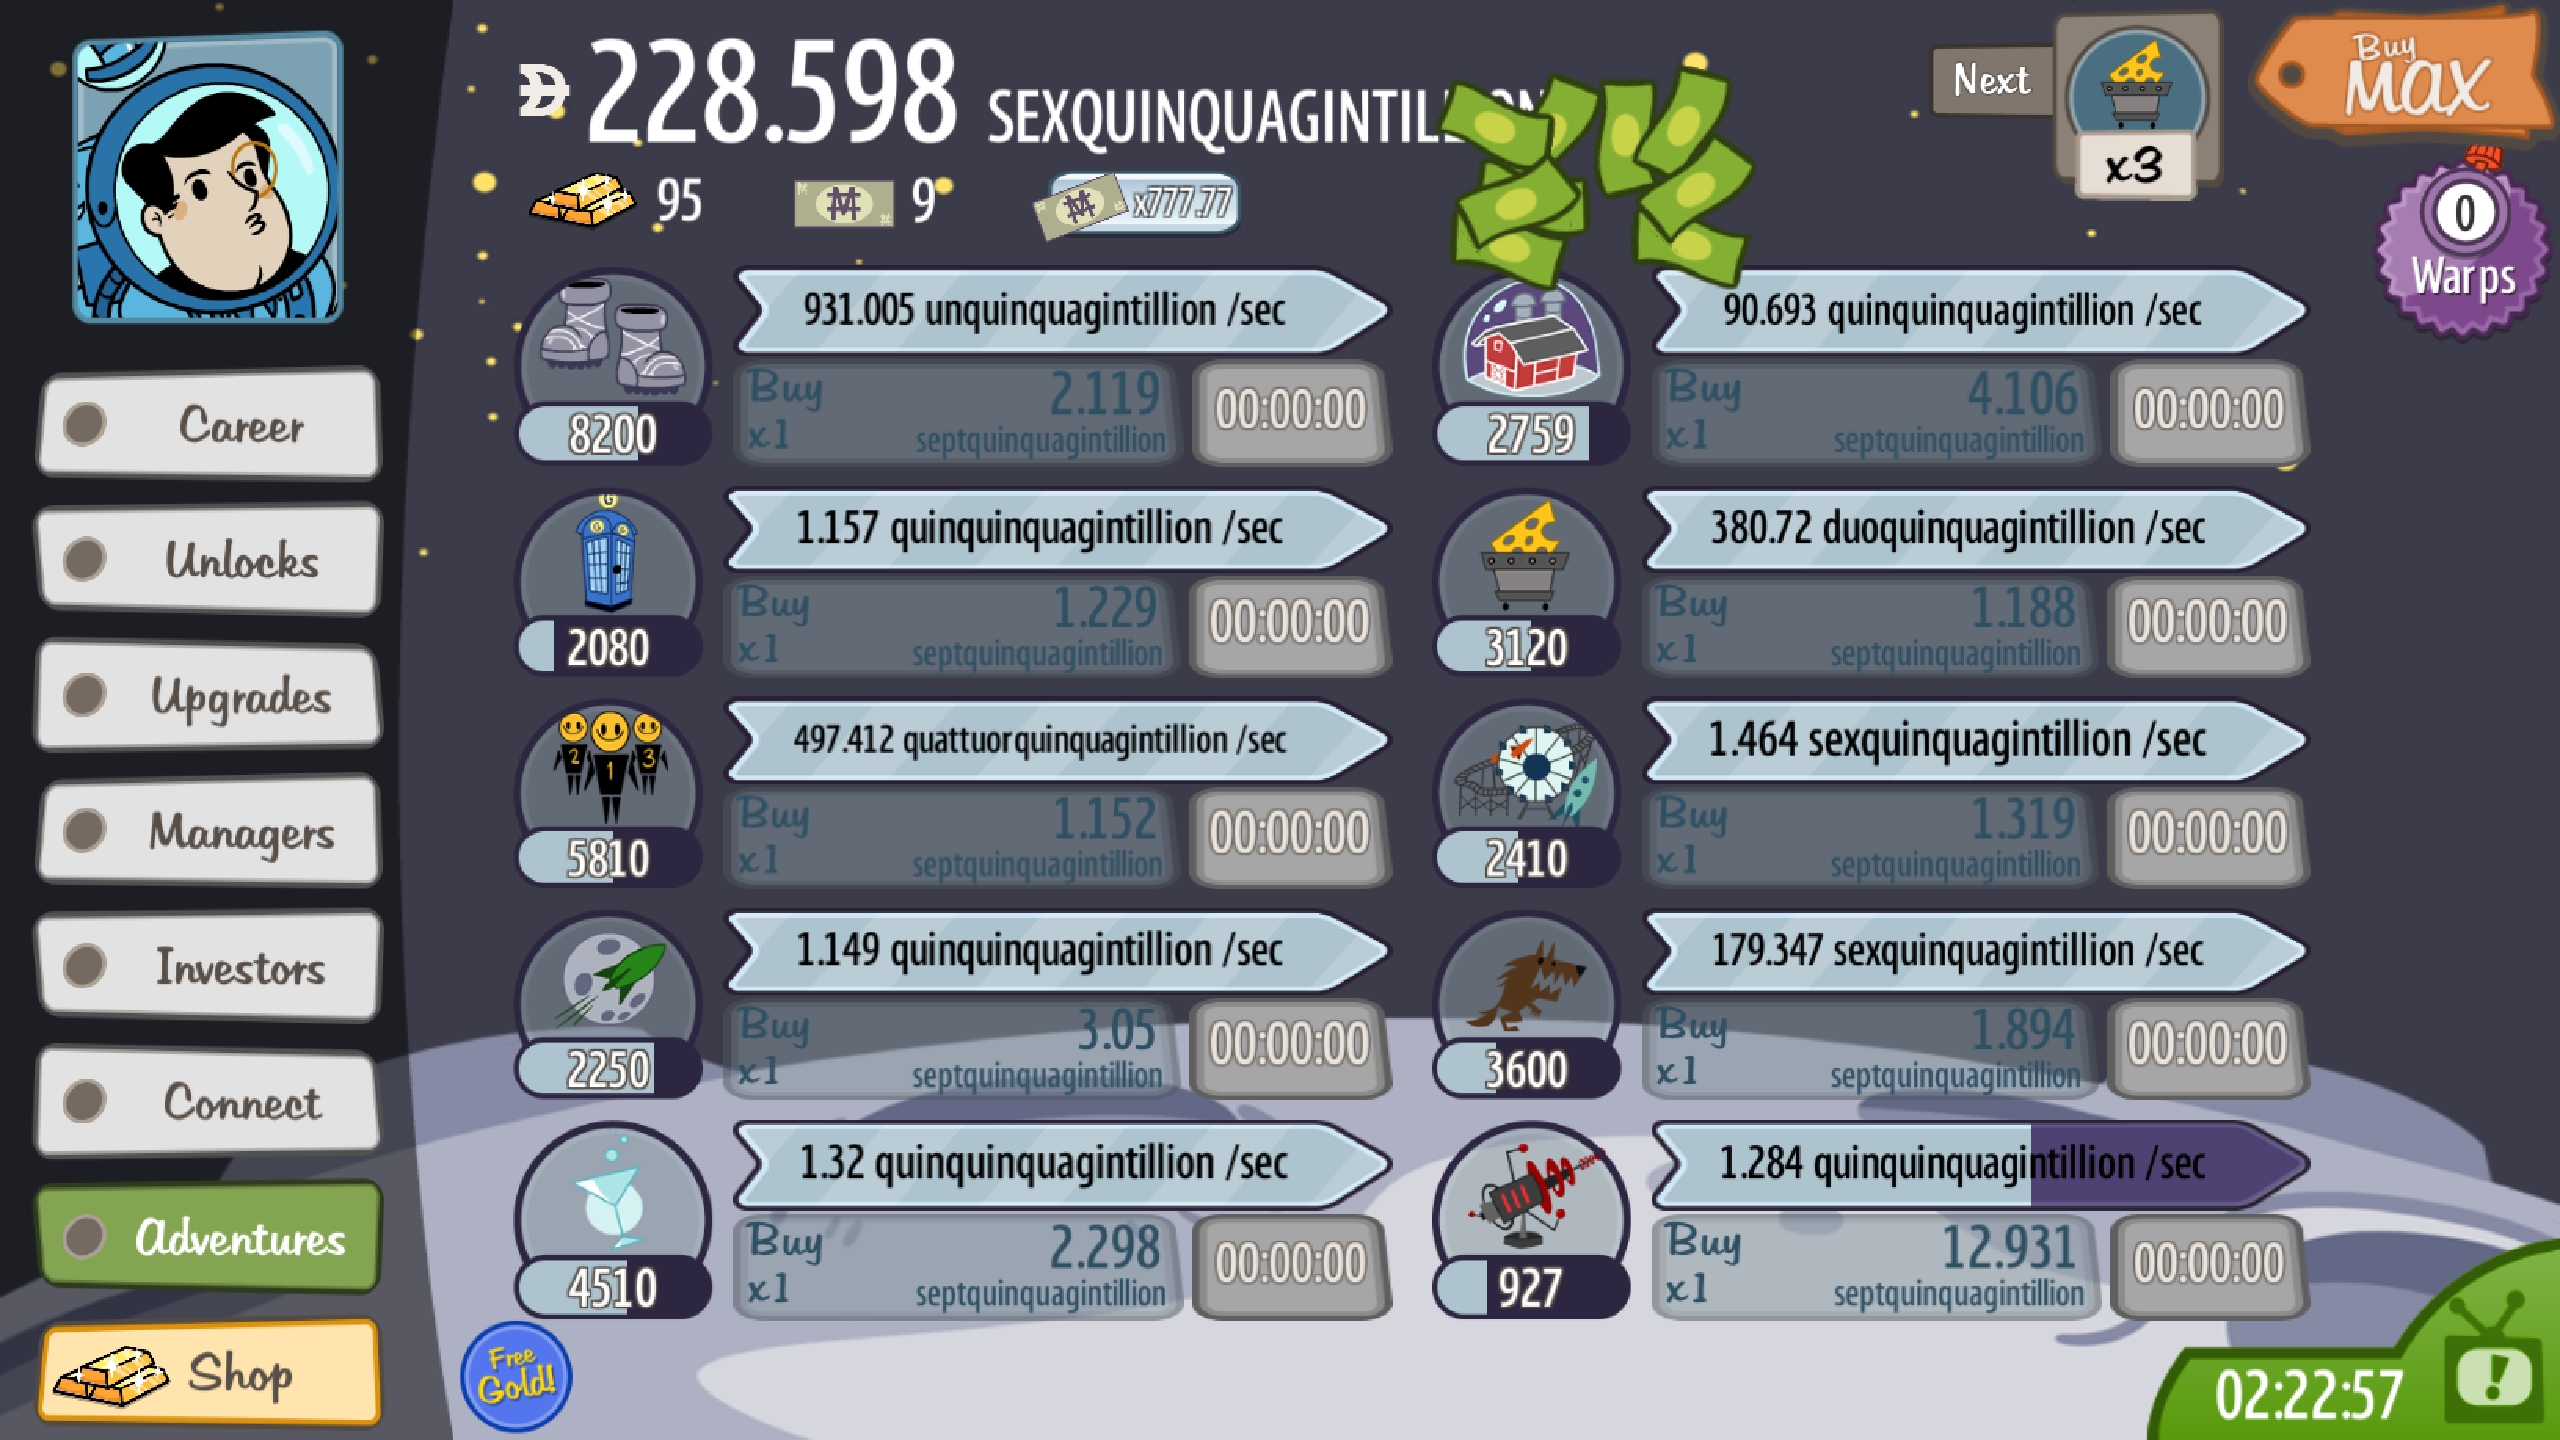 228.598 SEXQUINQUAGINTILLION
Next
x3
Buy
MAX
95
9
x777.77
0
Warps
931.005 unquinquagintillion /sec
Buy
x1
2.119
septquinquagintillion
00:00:00
8200
90.693 quinquinquagintillion /sec
Buy
x1
4.106
septquinquagintillion
00:00:00
2759
1.157 quinquinquagintillion /sec
Buy
x1
1.229
septquinquagintillion
00:00:00
2080
380.72 duoquinquagintillion /sec
Buy
x1
1.188
septquinquagintillion
00:00:00
3120
2 1 3
497.412 quattuorquinquagintillion /sec
Buy
x1
1.152
septquinquagintillion
00:00:00
5810
1.464 sexquinquagintillion /sec
Buy
x1
1.319
septquinquagintillion
00:00:00
2410
1.149 quinquinquagintillion /sec
Buy
x1
3.05
septquinquagintillion
00:00:00
2250
179.347 sexquinquagintillion /sec
Buy
x1
1.894
septquinquagintillion
00:00:00
3600
1.32 quinquinquagintillion /sec
Buy
x1
2.298
septquinquagintillion
00:00:00
4510
1.284 quinquinquagintillion /sec
Buy
x1
12.931
septquinquagintillion
00:00:00
927
Career
Unlocks
Upgrades
Managers
Investors
Connect
Adventures
Shop
Free
Gold!
02:22:57
!